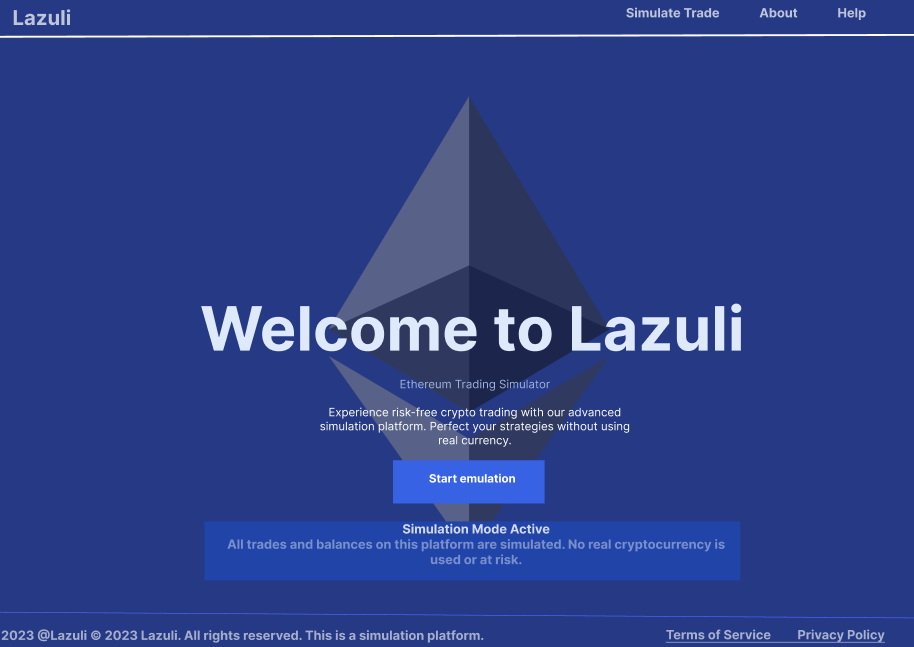 Lazuli
Simulate Trade About Help
Welcome to Lazuli
Ethereum Trading Simulator
Experience risk-free crypto trading with our advanced
simulation platform. Perfect your strategies without using
real currency.
Start emulation
Simulation Mode Active
All trades and balances on this platform are simulated. No real cryptocurrency is
used or at risk.
2023 @Lazuli © 2023 Lazuli. All rights reserved. This is a simulation platform.
Terms of Service Privacy Policy